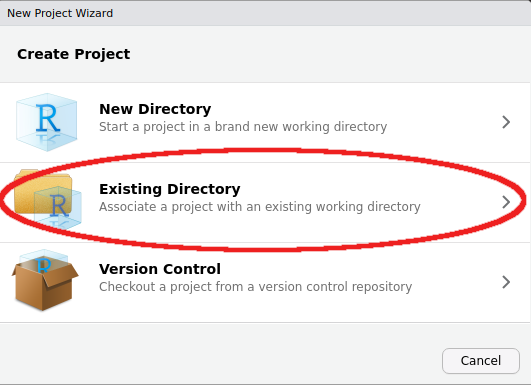 New Project Wizard
Create Project
R
New Directory
Start a project in a brand new working directory
R
Existing Directory
Associate a project with an existing working directory
R
Version Control
Checkout a project from a version control repository
Cancel